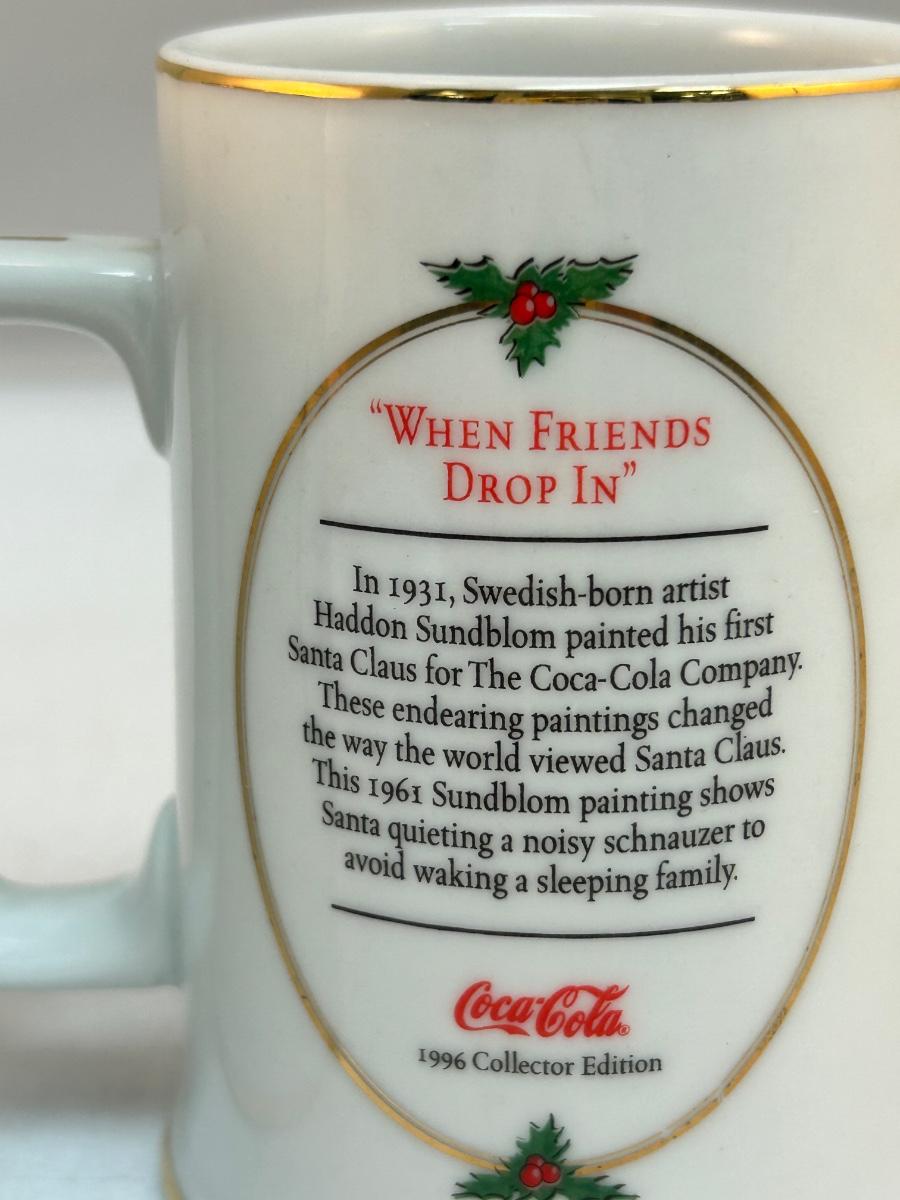 “WHEN FRIENDS
DROP IN”
In 1931, Swedish-born artist
Haddon Sundblom painted his first
Santa Claus for The Coca-Cola Company.
These endearing paintings changed
the way the world viewed Santa Claus.
This 1961 Sundblom painting shows
Santa quieting a noisy schnauzer to
avoid waking a sleeping family.
Coca-Cola®
1996 Collector Edition